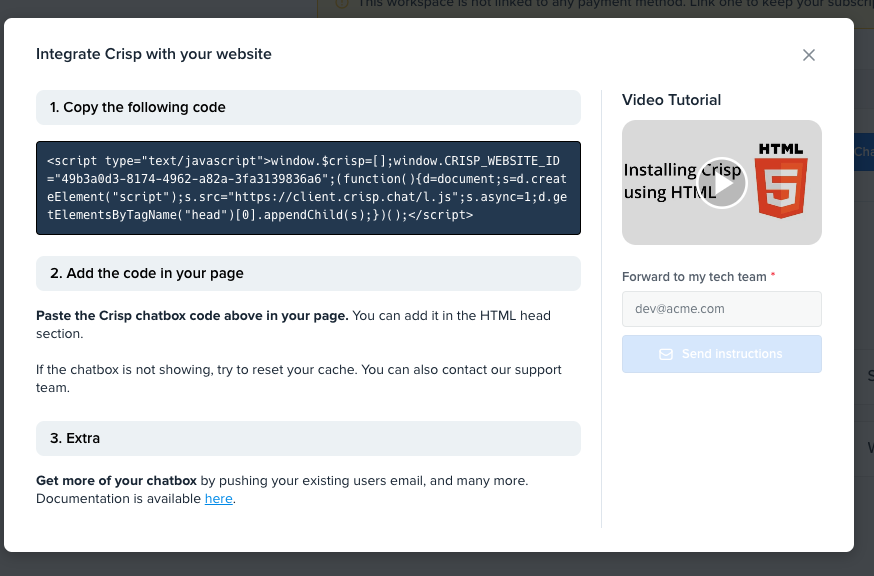 This workspace is not linked to any payment method. Link one to keep your
Integrate Crisp with your website
1. Copy the following code
<script type="text/javascript">window.$crisp=[];window.CRISP_WEBSITE_ID
="49b3a0d3-8174-4962-a82a-3fa3139836a6";(function(){d=document;s=d.creat
eElement("script");s.src="https://client.crisp.chat/l.js";s.async=1;d.ge
tElementsByTagName("head")[0].appendChild(s);})();</script>
2. Add the code in your page
Paste the Crisp chatbox code above in your page. You can add it in the HTML head
section.
If the chatbox is not showing, try to reset your cache. You can also contact our support
team.
3. Extra
Get more of your chatbox by pushing your existing users email, and many more.
Documentation is available here.
Video Tutorial
HTML
5
Installing Crisp
using HTML
Forward to my tech team *
dev@acme.com
Send instructions